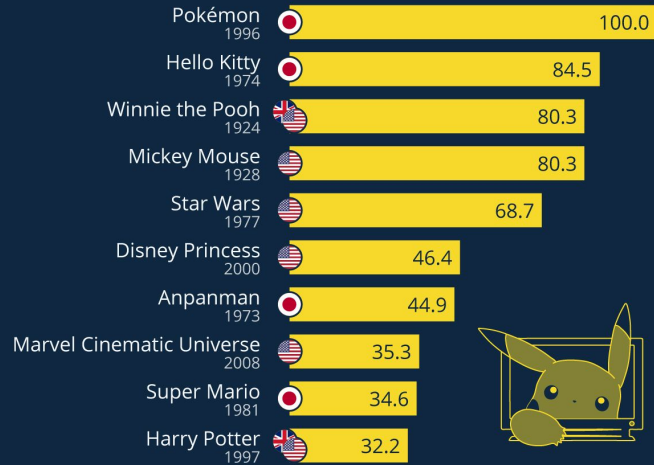 Pokémon
1996
100.0
Hello Kitty
1974
84.5
Winnie the Pooh
1924
80.3
Mickey Mouse
1928
80.3
Star Wars
1977
68.7
Disney Princess
2000
46.4
Anpanman
1973
44.9
Marvel Cinematic Universe
2008
35.3
Super Mario
1981
34.6
Harry Potter
1997
32.2